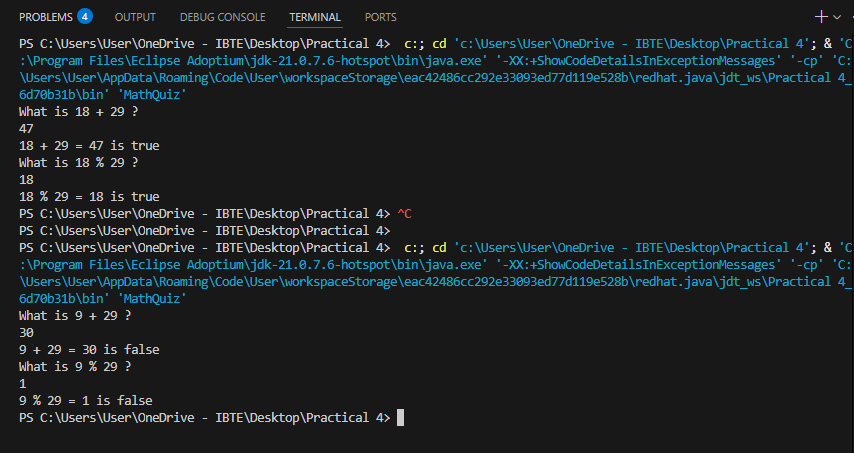 PROBLEMS 4 OUTPUT DEBUG CONSOLE TERMINAL PORTS
PS C:\Users\User\OneDrive - IBTE\Desktop\Practical 4>  c:; cd 'c:\Users\User\OneDrive - IBTE\Desktop\Practical 4'; & 'C
:\Program Files\Eclipse Adoptium\jdk-21.0.7.6-hotspot\bin\java.exe' '-XX:+ShowCodeDetailsInExceptionMessages' '-cp' 'C:
\Users\User\AppData\Roaming\Code\User\workspaceStorage\eac42486cc292e33093ed77d119e528b\redhat.java\jdt_ws\Practical 4_
6d70b31b\bin' 'MathQuiz'
What is 18 + 29 ?
47
18 + 29 = 47 is true
What is 18 % 29 ?
18
18 % 29 = 18 is true
PS C:\Users\User\OneDrive - IBTE\Desktop\Practical 4> ^C
PS C:\Users\User\OneDrive - IBTE\Desktop\Practical 4>
PS C:\Users\User\OneDrive - IBTE\Desktop\Practical 4>  c:; cd 'c:\Users\User\OneDrive - IBTE\Desktop\Practical 4'; & 'C
:\Program Files\Eclipse Adoptium\jdk-21.0.7.6-hotspot\bin\java.exe' '-XX:+ShowCodeDetailsInExceptionMessages' '-cp' 'C:
\Users\User\AppData\Roaming\Code\User\workspaceStorage\eac42486cc292e33093ed77d119e528b\redhat.java\jdt_ws\Practical 4_
6d70b31b\bin' 'MathQuiz'
What is 9 + 29 ?
30
9 + 29 = 30 is false
What is 9 % 29 ?
1
9 % 29 = 1 is false
PS C:\Users\User\OneDrive - IBTE\Desktop\Practical 4>